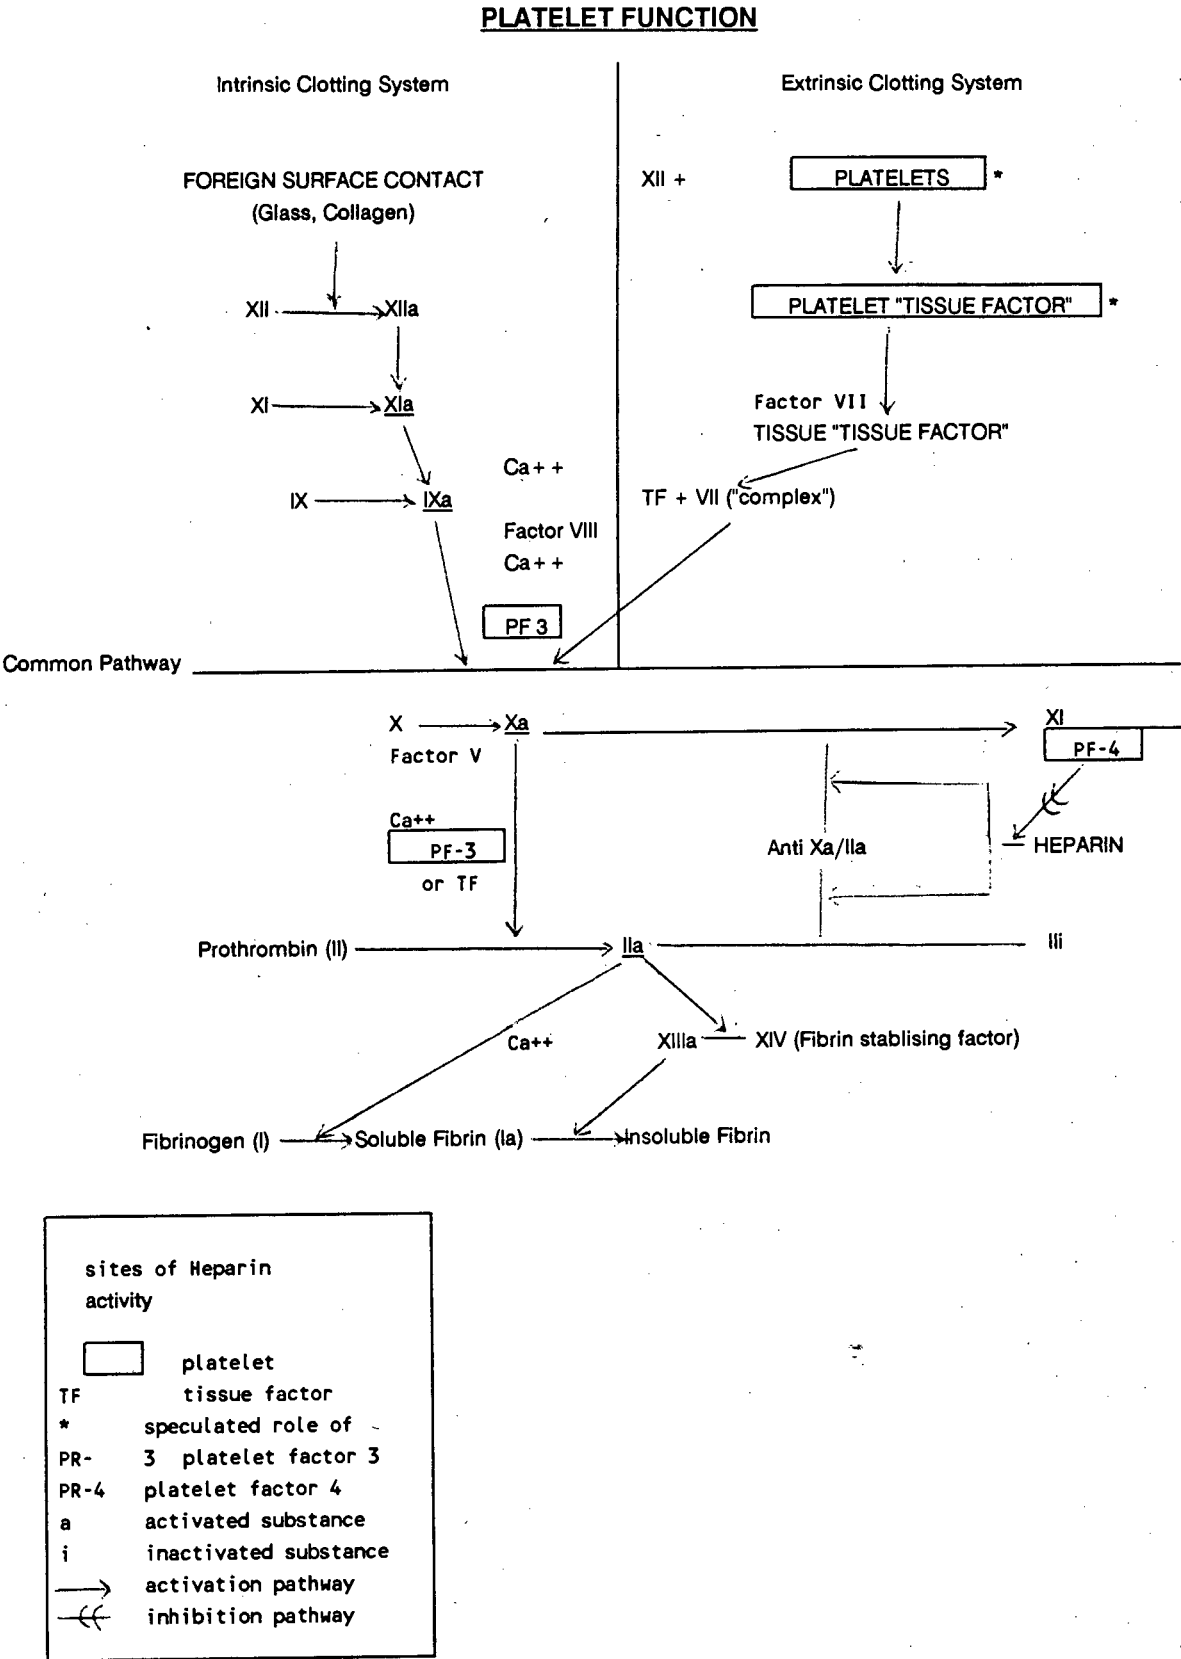 PLATELET FUNCTION
Intrinsic Clotting System
Extrinsic Clotting System
FOREIGN SURFACE CONTACT
(Glass, Collagen)
XII +
PLATELETS *
PLATELET "TISSUE FACTOR" *
XII
XIIa
XI
XIa
Factor VII
TISSUE "TISSUE FACTOR"
Ca + +
IX
IXa
TF + VII ("complex")
Factor VIII
Ca + +
PF 3
Common Pathway
X
Xa
XI
Factor V
PF-4
Ca++
PF-3
or TF
Anti Xa/IIa
HEPARIN
Prothrombin (II)
IIa
IIi
Ca++
XIIIa
XIV (Fibrin stablising factor)
Fibrinogen (I)
Soluble Fibrin (Ia)
Insoluble Fibrin
sites of Heparin
activity
platelet
TF tissue factor
* speculated role of
PR- 3 platelet factor 3
PR-4 platelet factor 4
a activated substance
i inactivated substance
activation pathway
inhibition pathway